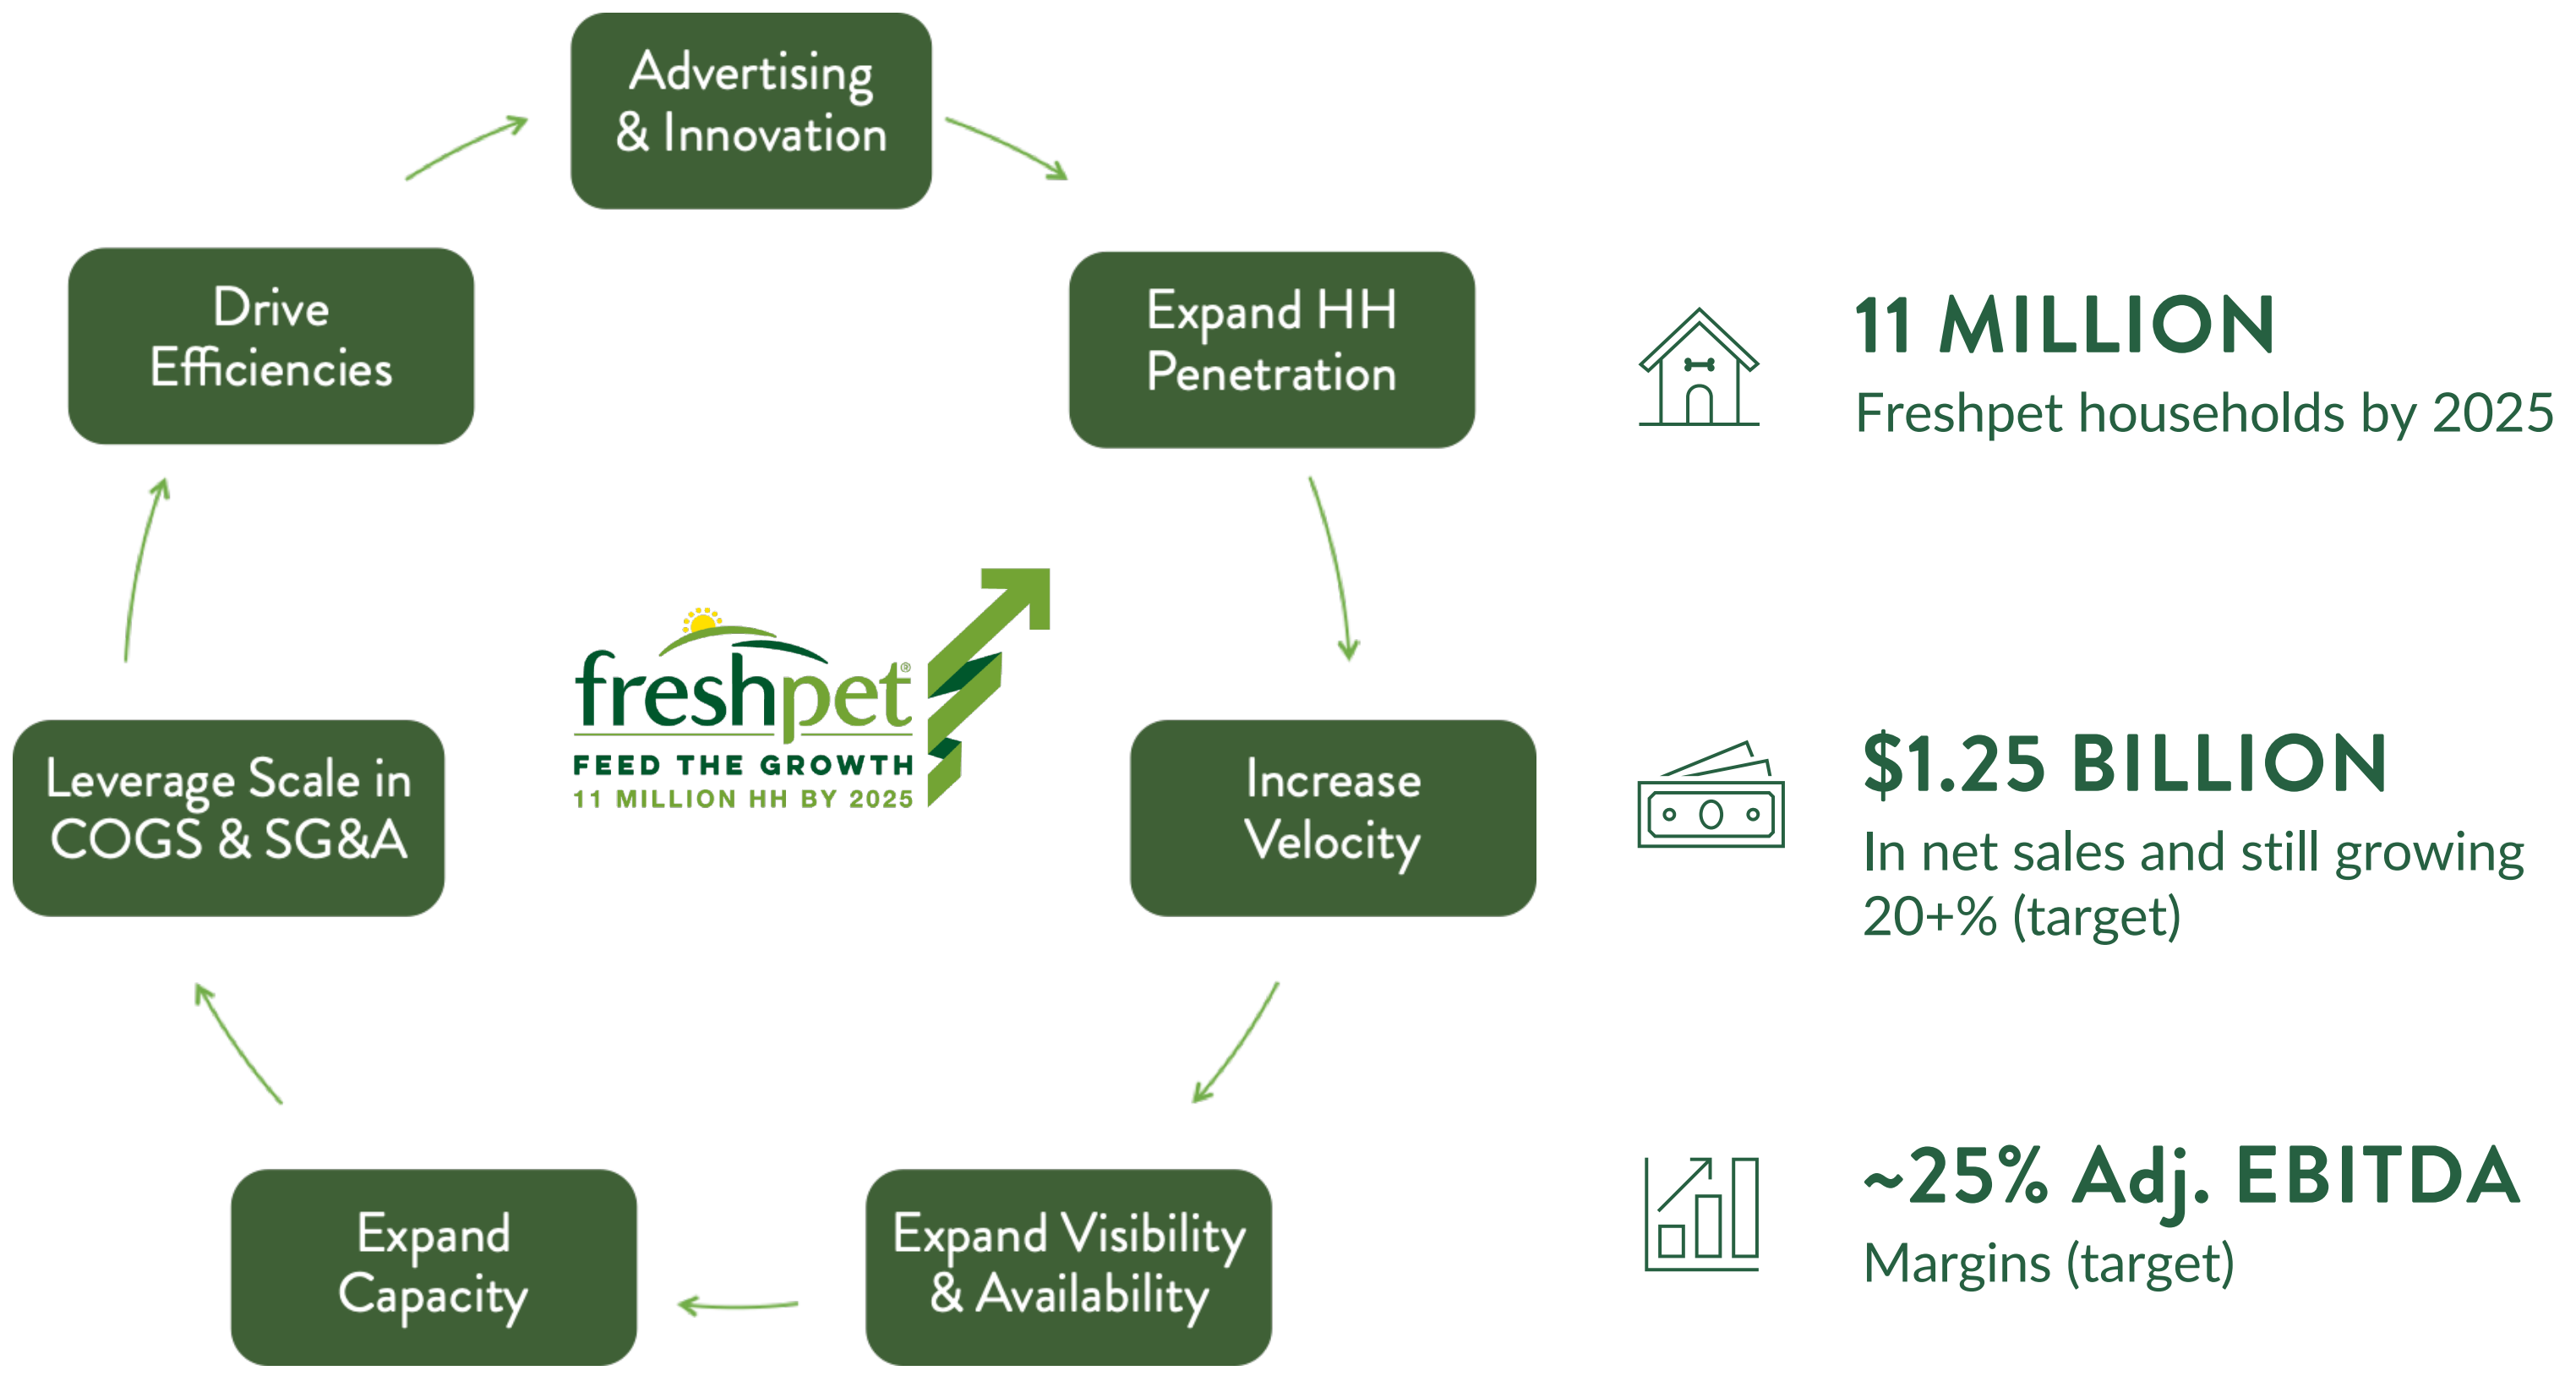 Advertising
& Innovation
Expand HH
Penetration
Increase
Velocity
Expand Visibility
& Availability
Expand
Capacity
Leverage Scale in
COGS & SG&A
Drive
Efficiencies
freshpet®
FEED THE GROWTH
11 MILLION HH BY 2025
11 MILLION
Freshpet households by 2025
$1.25 BILLION
In net sales and still growing
20+% (target)
~25% Adj. EBITDA
Margins (target)